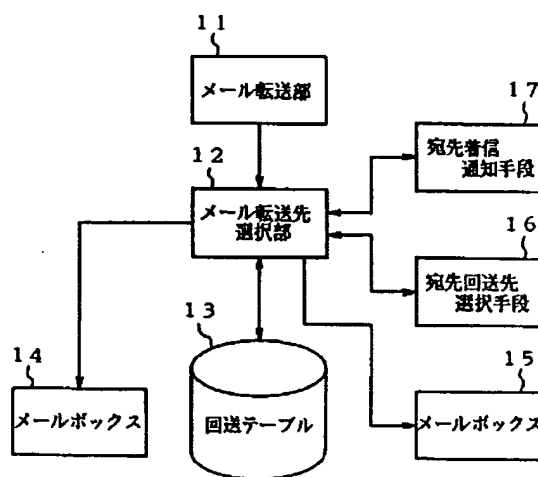 11
メール転送部
17
宛先着信
通知手段
12
メール転送先
選択部
16
宛先回送先
選択手段
13
回送テーブル
14
メールボックス
15
メールボックス